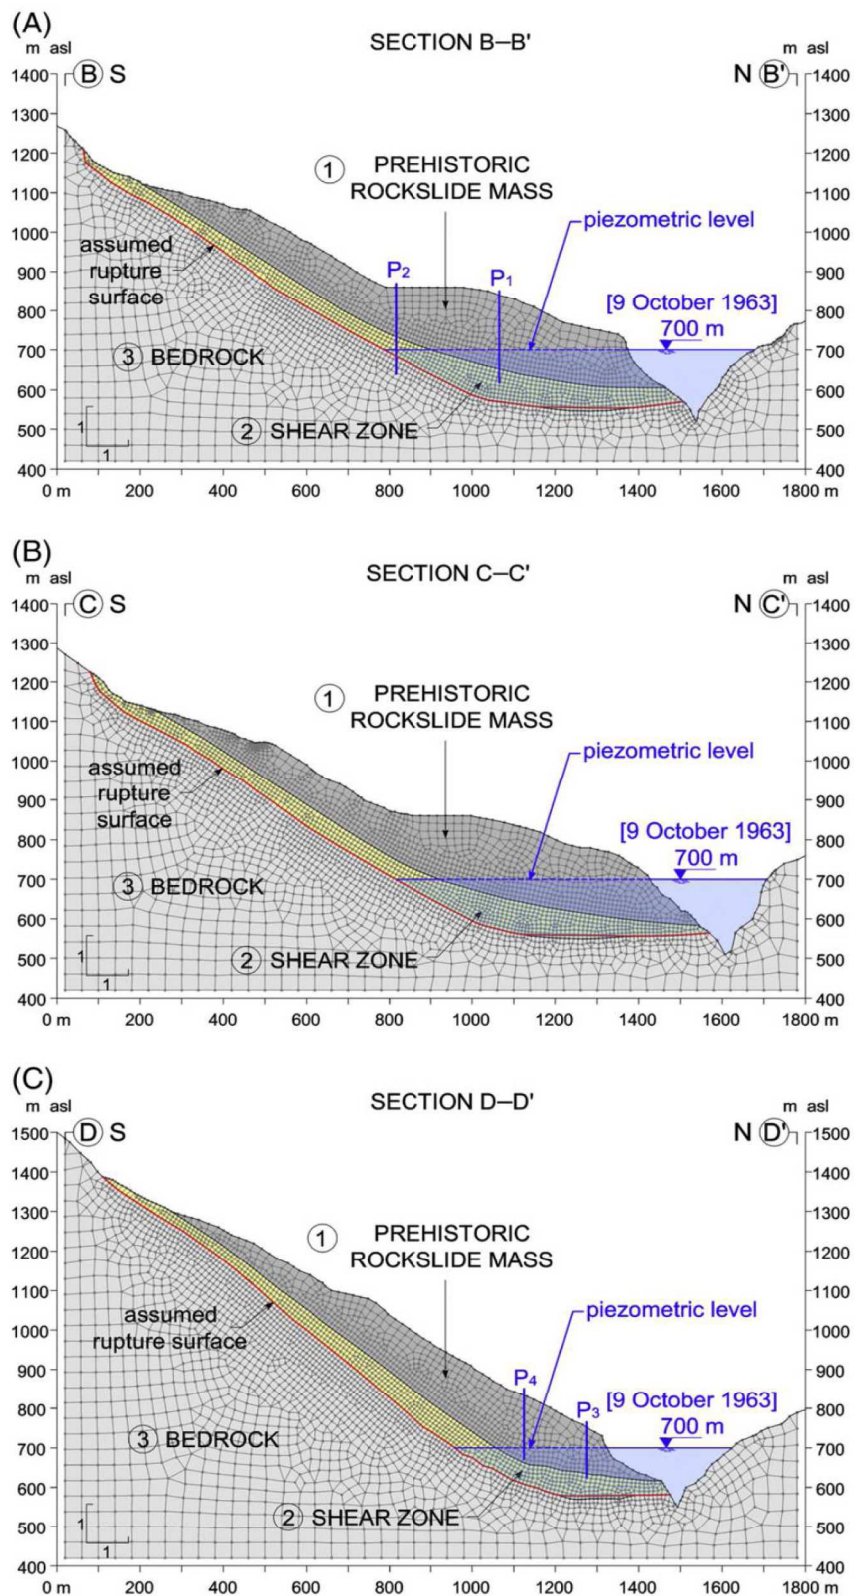 (A)
SECTION B–B'
m asl
m asl
B S
N B'
1400
1300
1200
1100
1000
900
800
700
600
500
400
1400
1300
1200
1100
1000
900
800
700
600
500
400
1 PREHISTORIC
ROCKSLIDE MASS
piezometric level
assumed
rupture
surface
P2
P1
[9 October 1963]
700 m
3 BEDROCK
2 SHEAR ZONE
1
1
0 m 200 400 600 800 1000 1200 1400 1600 1800 m
(B)
SECTION C–C'
m asl
m asl
C S
N C'
1400
1300
1200
1100
1000
900
800
700
600
500
400
1400
1300
1200
1100
1000
900
800
700
600
500
400
1 PREHISTORIC
ROCKSLIDE MASS
piezometric level
assumed
rupture
surface
[9 October 1963]
700 m
3 BEDROCK
2 SHEAR ZONE
1
1
0 m 200 400 600 800 1000 1200 1400 1600 1800 m
(C)
SECTION D–D'
m asl
m asl
D S
N D'
1500
1400
1300
1200
1100
1000
900
800
700
600
500
400
1500
1400
1300
1200
1100
1000
900
800
700
600
500
400
1 PREHISTORIC
ROCKSLIDE MASS
piezometric level
assumed
rupture surface
P4
P3
[9 October 1963]
700 m
3 BEDROCK
2 SHEAR ZONE
1
1
0 m 200 400 600 800 1000 1200 1400 1600 1800 m